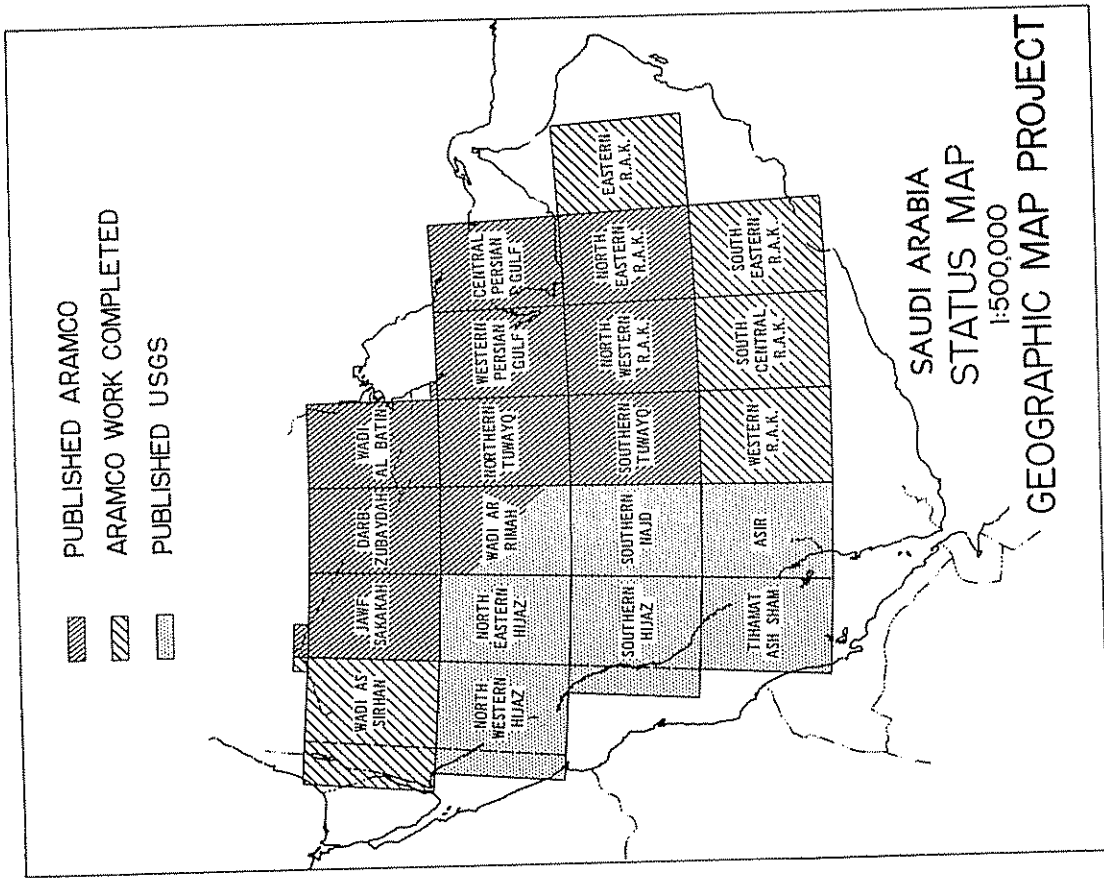 PUBLISHED ARAMCO
ARAMCO WORK COMPLETED
PUBLISHED USGS
WADI AS
SIRHAN
JAWF
SAKAKAH
DARB
ZUBAYDAH
WADI
AL BATIN
NORTH
WESTERN
HIJAZ
NORTH
EASTERN
HIJAZ
WADI AR
RIMAH
NORTHERN
TUWAYQ
WESTERN
PERSIAN
GULF
CENTRAL
PERSIAN
GULF
SOUTHERN
HIJAZ
SOUTHERN
NAJD
SOUTHERN
TUWAYQ
NORTH
WESTERN
R.A.K.
NORTH
EASTERN
R.A.K.
EASTERN
R.A.K.
TIHAMAT
ASH SHAM
ASIR
WESTERN
R.A.K.
SOUTH
CENTRAL
R.A.K.
SOUTH
EASTERN
R.A.K.
SAUDI ARABIA
STATUS MAP
1:500,000
GEOGRAPHIC MAP PROJECT